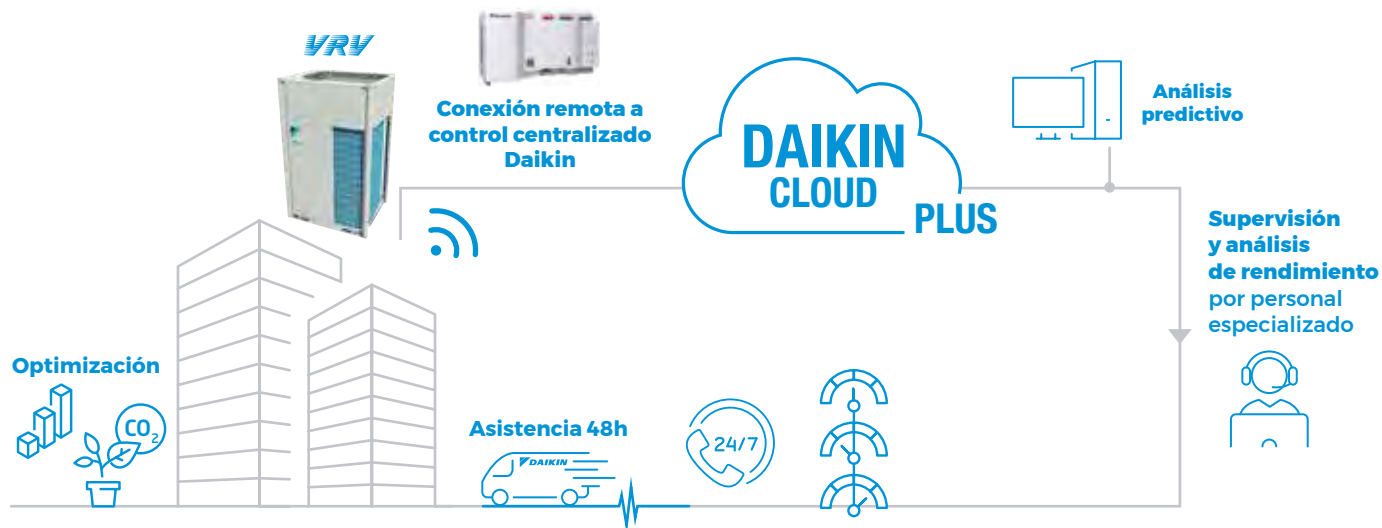 VRV
Conexión remota a
control centralizado
Daikin
DAIKIN
CLOUD
PLUS
Análisis
predictivo
Supervisión
y análisis
de rendimiento
por personal
especializado
Optimización
CO2
Asistencia 48h
DAIKIN
24/7